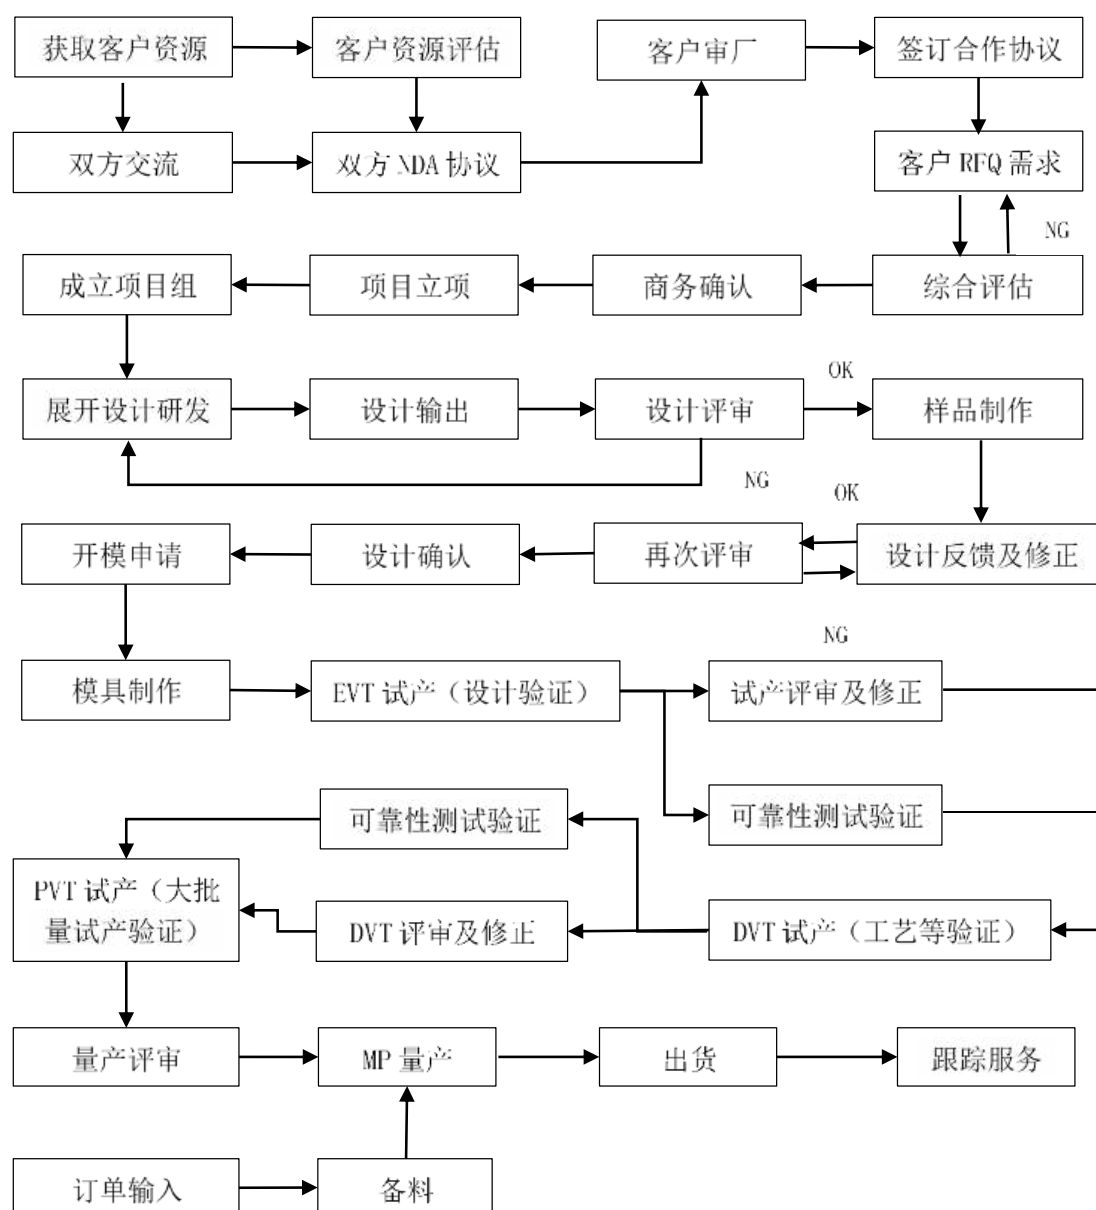 获取客户资源
客户资源评估
客户审厂
签订合作协议
双方交流
双方 NDA 协议
客户 RFQ 需求
NG
成立项目组
项目立项
商务确认
综合评估
OK
展开设计研发
设计输出
设计评审
样品制作
NG
OK
开模申请
设计确认
再次评审
设计反馈及修正
NG
模具制作
EVT 试产（设计验证）
试产评审及修正
可靠性测试验证
可靠性测试验证
PVT 试产（大批
量试产验证）
DVT 评审及修正
DVT 试产（工艺等验证）
量产评审
MP 量产
出货
跟踪服务
订单输入
备料